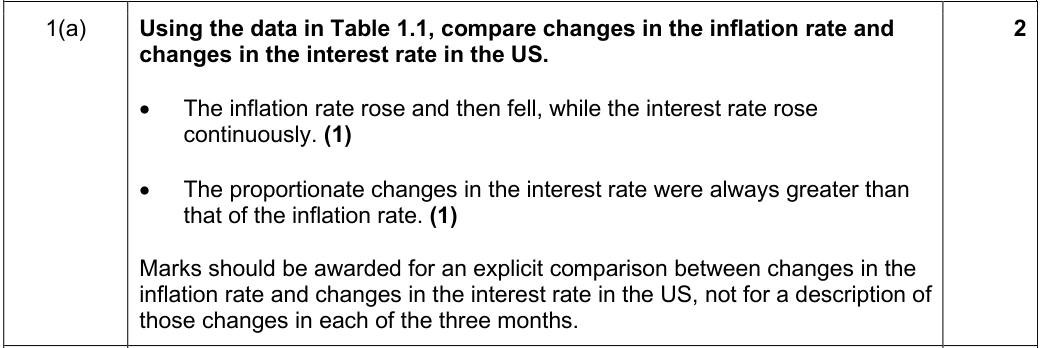 1(a) Using the data in Table 1.1, compare changes in the inflation rate and 2
changes in the interest rate in the US.
• The inflation rate rose and then fell, while the interest rate rose
continuously. (1)
• The proportionate changes in the interest rate were always greater than
that of the inflation rate. (1)
Marks should be awarded for an explicit comparison between changes in the
inflation rate and changes in the interest rate in the US, not for a description of
those changes in each of the three months.